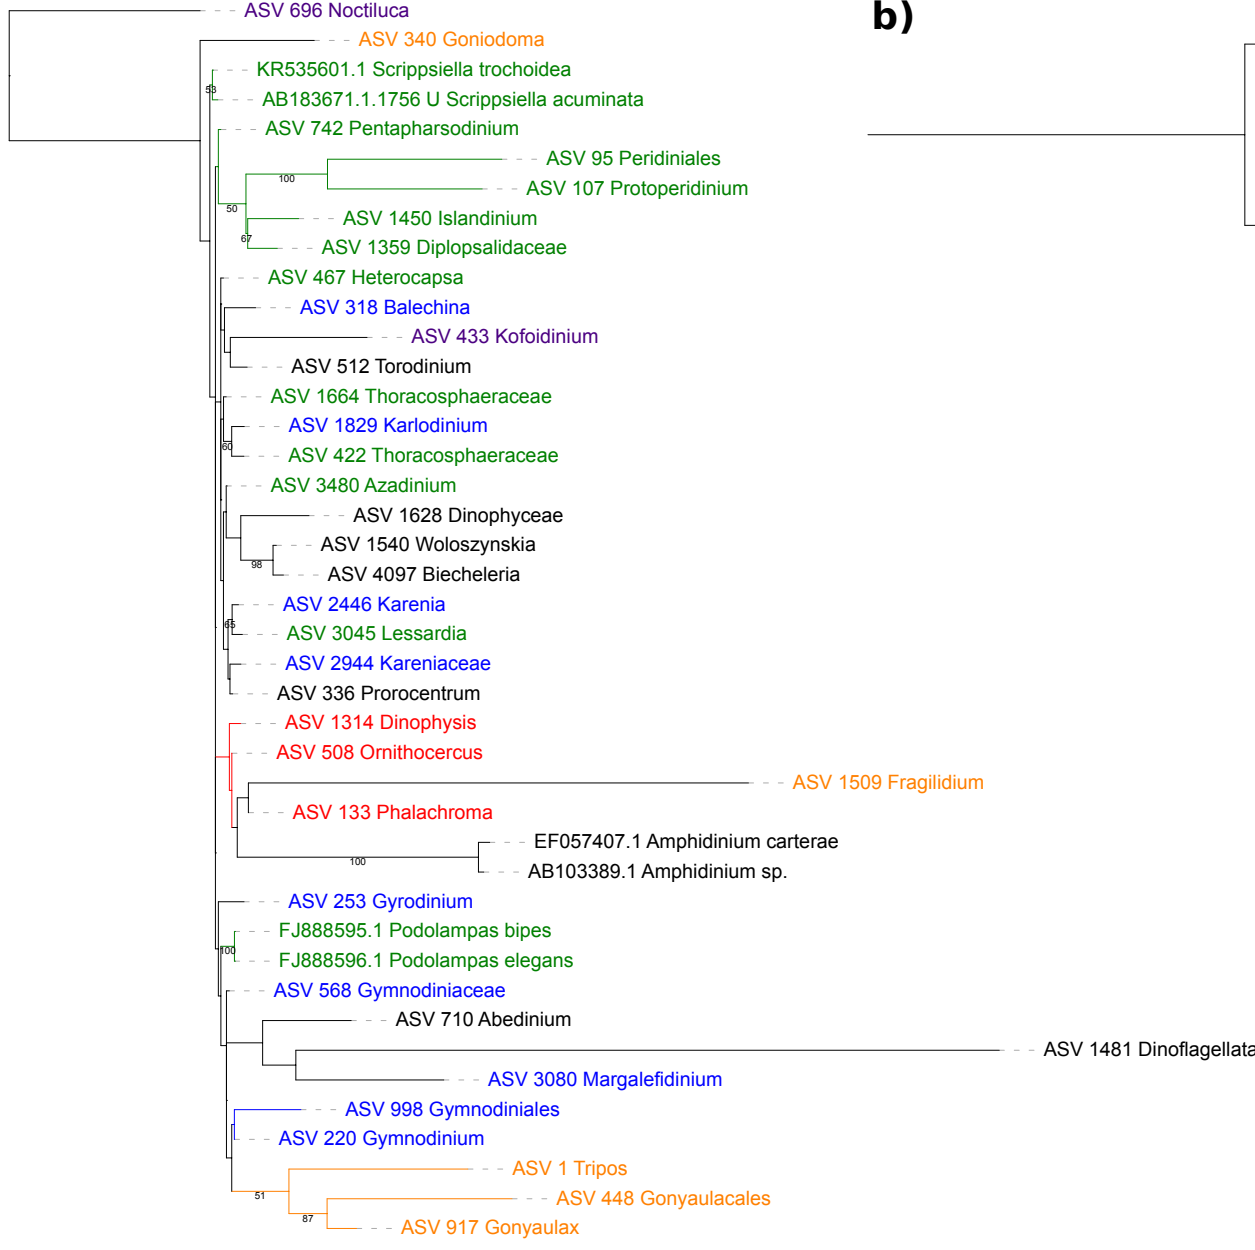 ASV 696 Noctiluca
b)
ASV 340 Goniodoma
KR535601.1 Scrippsiella trochoidea
53
AB183671.1.1756 U Scrippsiella acuminata
ASV 742 Pentapharsodinium
ASV 95 Peridiniales
100
ASV 107 Protoperidinium
50
ASV 1450 Islandinium
67
ASV 1359 Diplopsalidaceae
ASV 467 Heterocapsa
ASV 318 Balechina
ASV 433 Kofoidinium
ASV 512 Torodinium
ASV 1664 Thoracosphaeraceae
ASV 1829 Karlodinium
60
ASV 422 Thoracosphaeraceae
ASV 3480 Azadinium
ASV 1628 Dinophyceae
ASV 1540 Woloszynskia
98
ASV 4097 Biecheleria
ASV 2446 Karenia
65
ASV 3045 Lessardia
ASV 2944 Kareniaceae
ASV 336 Prorocentrum
ASV 1314 Dinophysis
ASV 508 Ornithocercus
ASV 1509 Fragilidium
ASV 133 Phalachroma
EF057407.1 Amphidinium carterae
100
AB103389.1 Amphidinium sp.
ASV 253 Gyrodinium
FJ888595.1 Podolampas bipes
100
FJ888596.1 Podolampas elegans
ASV 568 Gymnodiniaceae
ASV 710 Abedinium
ASV 1481 Dinoflagellata
ASV 3080 Margalefidinium
ASV 998 Gymnodiniales
ASV 220 Gymnodinium
ASV 1 Tripos
51
ASV 448 Gonyaulacales
87
ASV 917 Gonyaulax